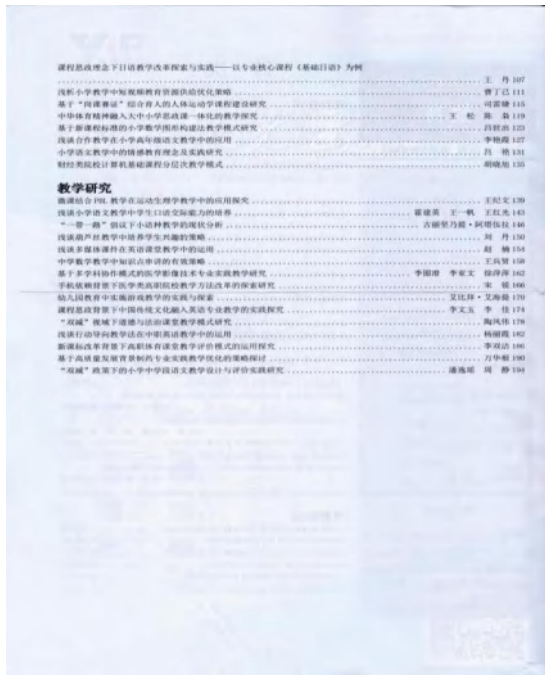 课程思政理念下日语教学改革探索与实践——以专业核心课程《基础日语》为例
王 丹 107
浅析小学教学中短视频教育资源供给优化策略 曹丁己 111
基于“岗课赛证”综合育人的人体运动学课程建设研究 司雷婕 115
中华体育精神融入大中小学思政课一体化的教学探究 王 松 陈 淼 119
基于新课程标准的小学数学图形构建法教学模式研究 123
浅谈合作教学在小学高年级语文教学中的应用 李艳霞 127
小学语文教学中的情感教育理念及实践研究 吕 艳 131
财经类院校计算机基础课程分层次教学模式 胡晓旭 135
教学研究
微课结合 PBL 教学在运动生理学教学中的应用探究 王纪文 139
浅谈小学语文教学中学生口语交际能力的培养 霍建英 王一帆 王红光 143
“一带一路”倡议下小语种教学的现状分析 146
浅谈葫芦丝教学中培养学生兴趣的策略 刘 丹 150
浅谈多媒体课件在英语课堂教学中的运用 赵 楠 154
中学数学教学中知识点串讲的有效策略 王兵贤 158
基于多学科协作模式的医学影像技术专业实践教学研究 李国澄 李亚文 徐萍萍 162
手机依赖背景下医学类高职院校教学方法改革的探索研究 宋 锐 166
幼儿园教育中实施游戏教学的实践与探索 艾比拜·艾海提 170
课程思政背景下中国传统文化融入英语专业教学的实践探究 李文玉 李 佳 174
“双减”视域下道德与法治课堂教学模式研究 陶凤伟 178
浅谈行动导向教学法在中职英语教学中的运用 杨丽霞 182
新课标改革背景下高职体育课堂教学评价模式的运用探究 李双洁 186
基于高质量发展背景制药专业实践教学优化的策略探讨 万华根 190
“双减”政策下的小学中学段语文教学设计与评价实践研究 潘逸瑶 周 静 194